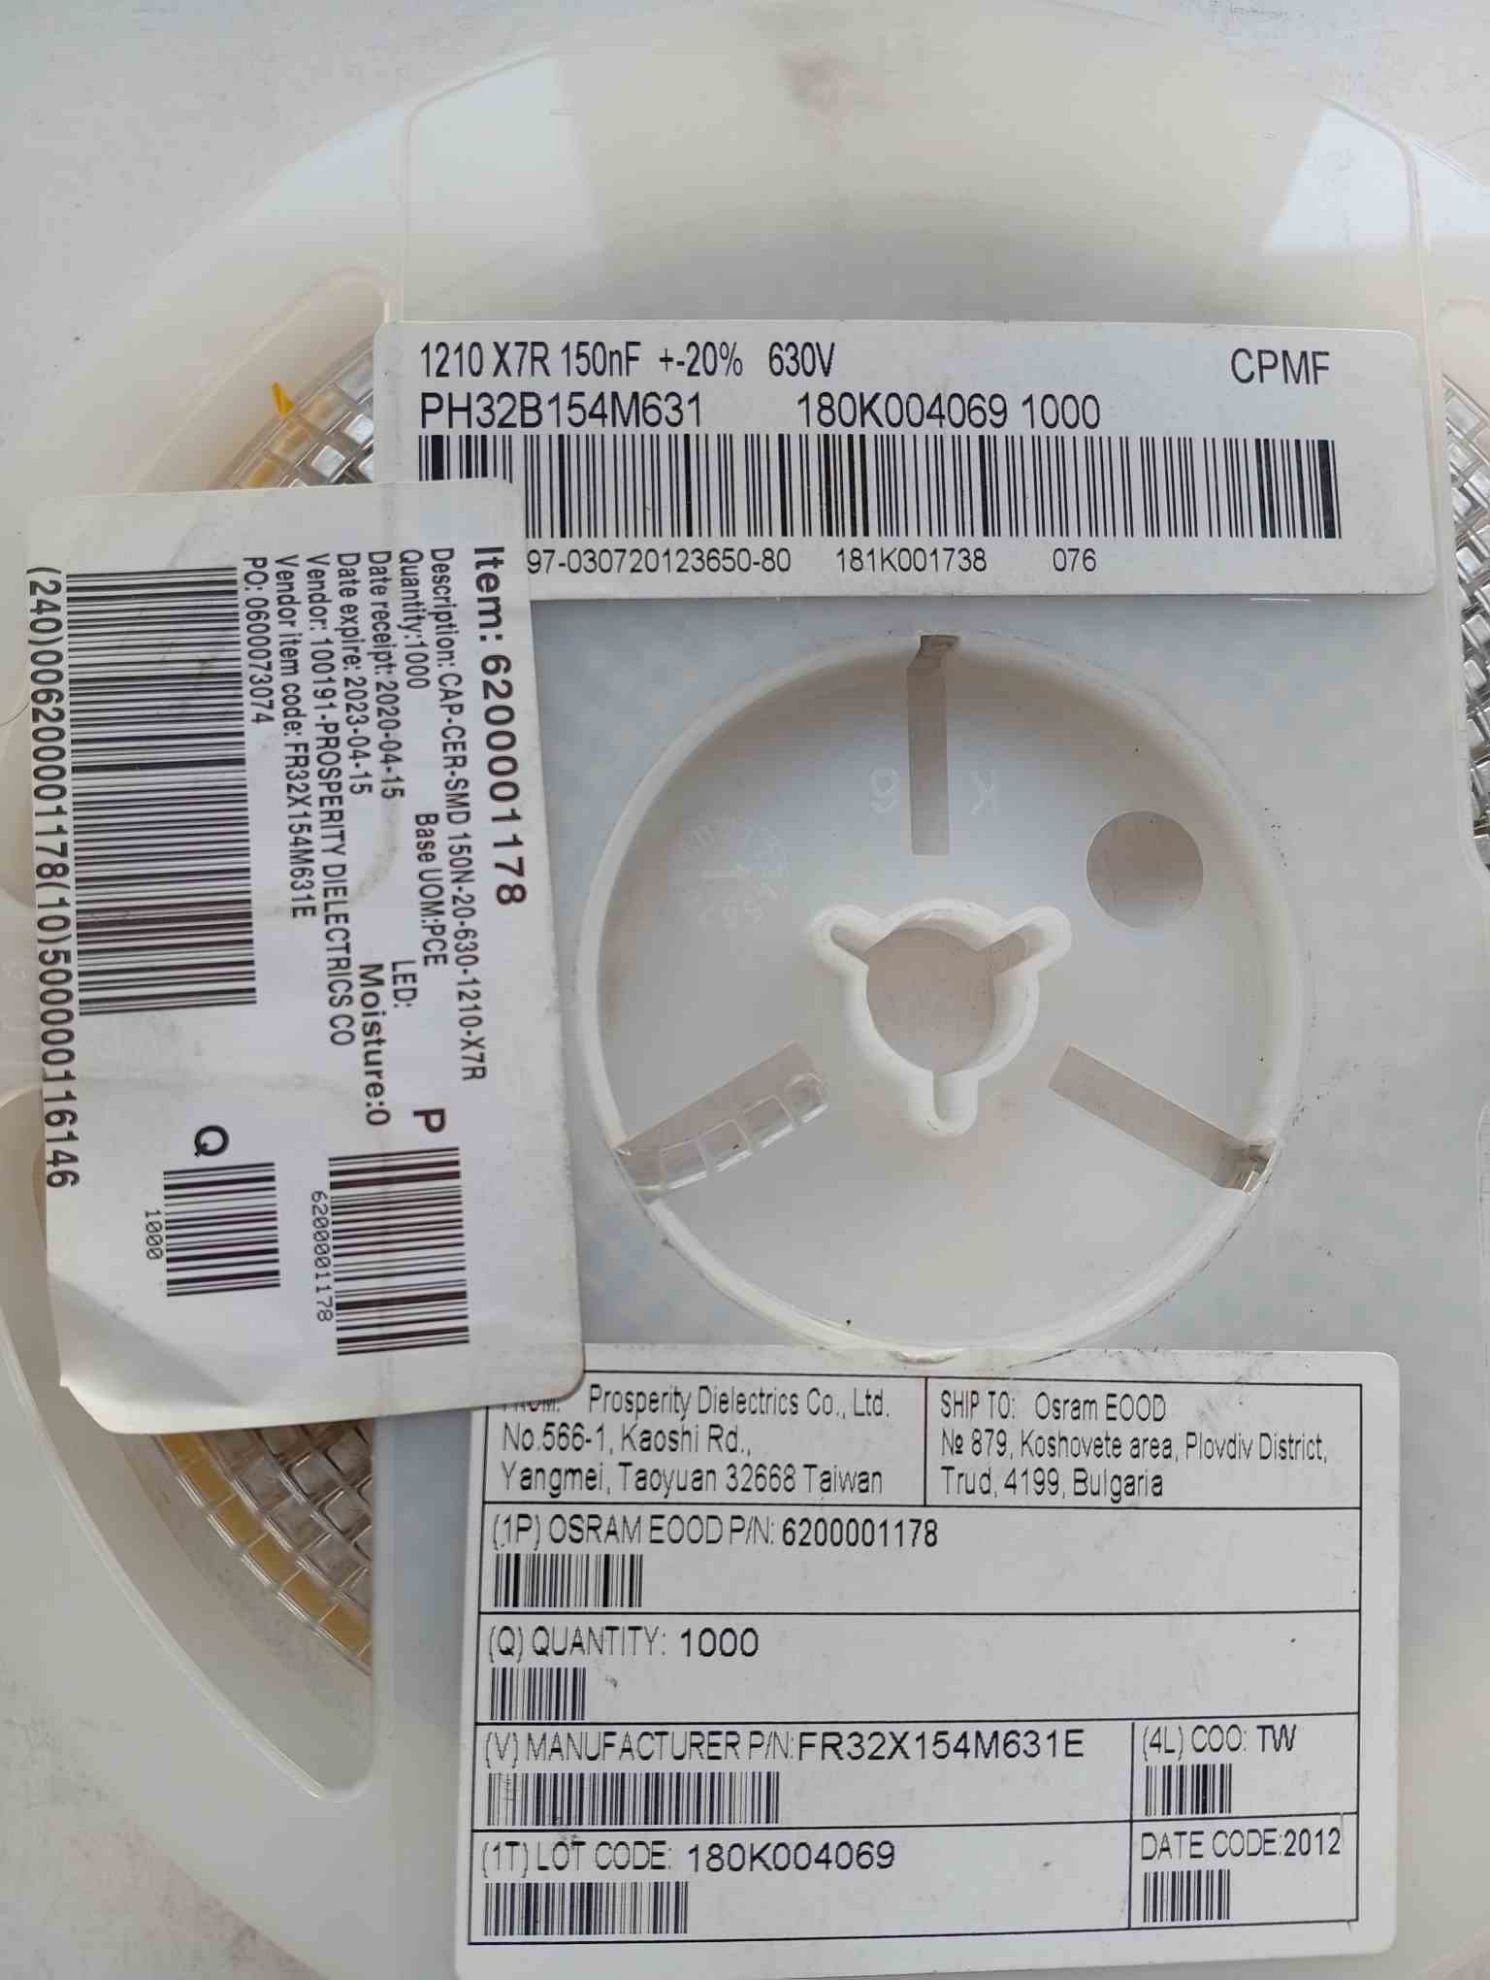 1210 X7R 150nF +-20% 630V CPMF
PH32B154M631 180K004069 1000
97-030720123650-80 181K001738 076
Item: 6200001178
Description: CAP-CER-SMD 150N-20-630-1210-X7R
Quantity:1000 Base UOM:PCE
Date receipt: 2020-04-15 LED:
Date expire: 2023-04-15 Moisture:0
Vendor: 100191-PROSPERITY DIELECTRICS CO
Vendor item code: FR32X154M631E
PO: 0600073074
(240)006200001178(10)50000116146
P
6200001178
Q
1000
K 8
FROM: Prosperity Dielectrics Co., Ltd.
No.566-1, Kaoshi Rd.,
Yangmei, Taoyuan 32668 Taiwan
SHIP TO: Osram EOOD
№ 879, Koshovete area, Plovdiv District,
Trud, 4199, Bulgaria
(1P) OSRAM EOOD P/N: 6200001178
(Q) QUANTITY: 1000
(V) MANUFACTURER P/N:FR32X154M631E
(4L) COO: TW
(1T) LOT CODE: 180K004069
DATE CODE:2012